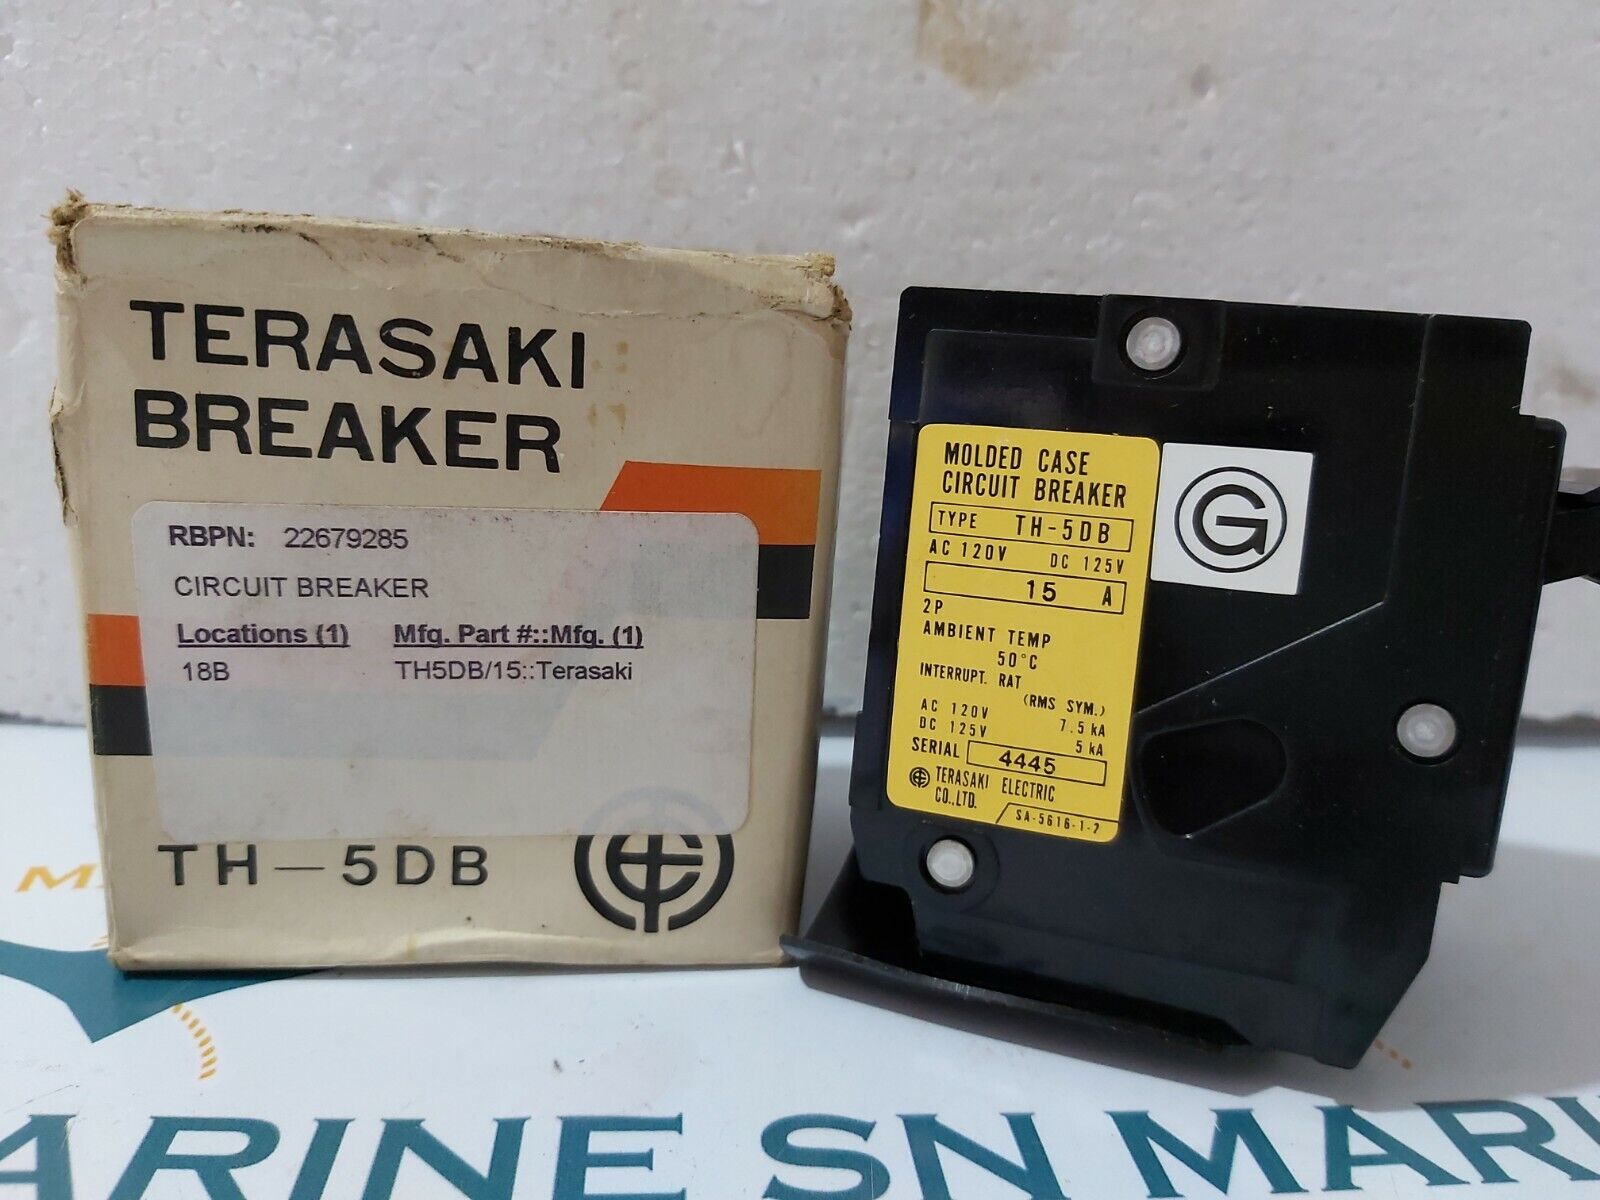 TERASAKI
BREAKER
RBPN: 22679285
CIRCUIT BREAKER
Locations (1) Mfg. Part #::Mfg. (1)
18B TH5DB/15::Terasaki
TH-5DB
MOLDED CASE
CIRCUIT BREAKER
TYPE TH-5DB
AC 120V DC 125V
15 A
2P
AMBIENT TEMP
50°C
INTERRUPT. RAT
(RMS SYM.)
AC 120V 7.5 kA
DC 125V 5 kA
SERIAL 4445
TERASAKI ELECTRIC
CO.,LTD.
SA-5616-1-2
G
ARINE SN MARI